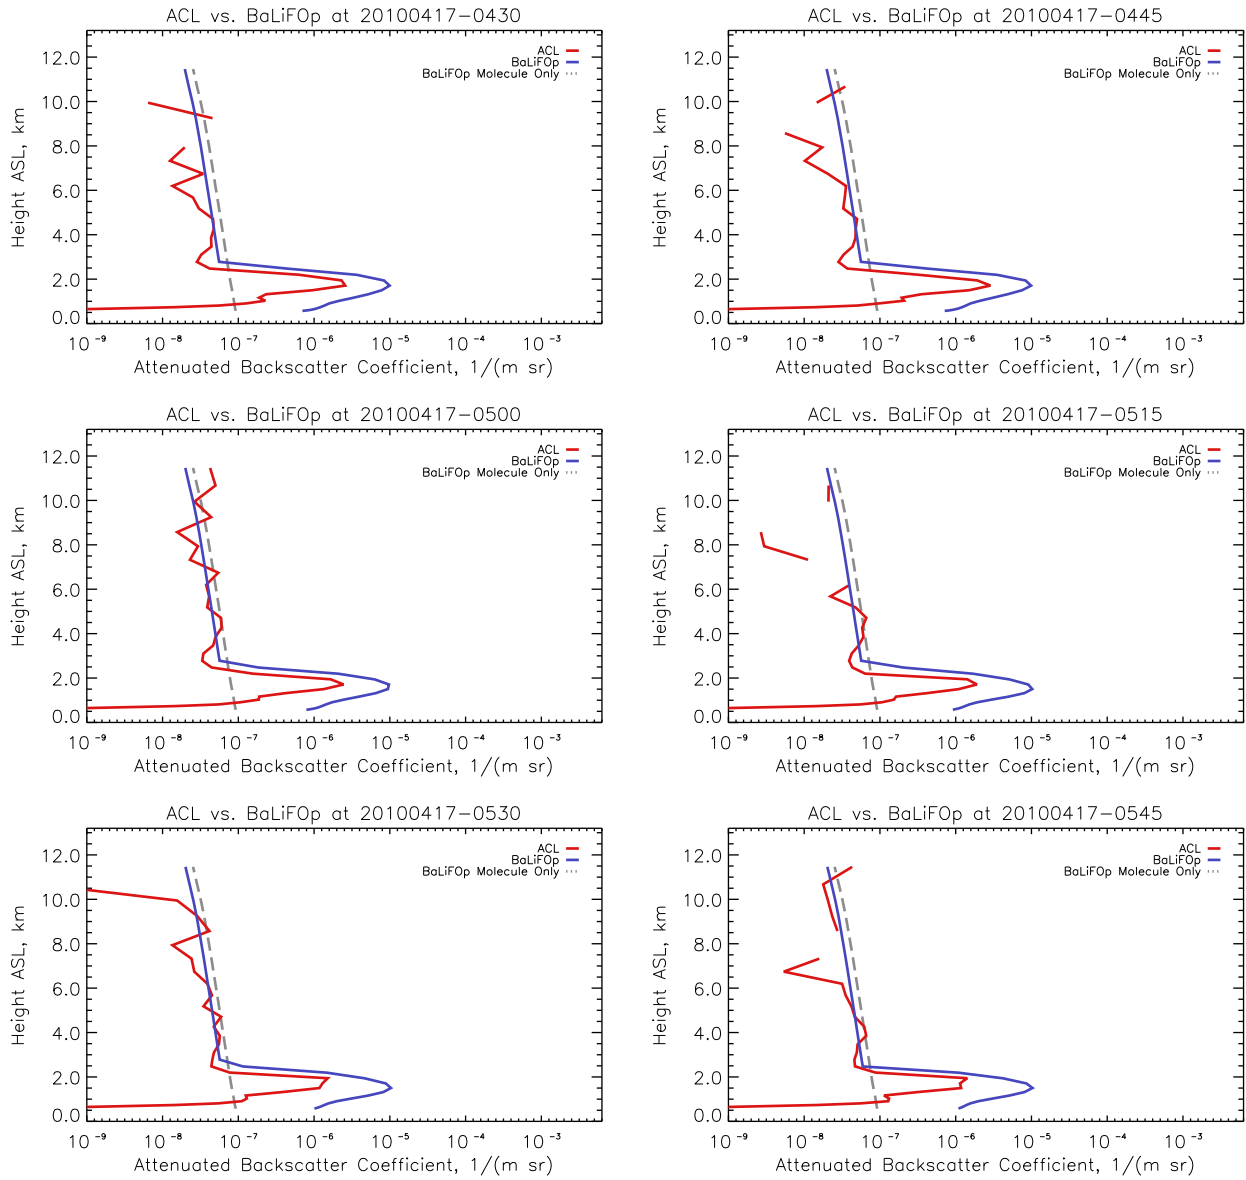 ACL vs. BaLiFOp at 20100417-0430
ACL
BaLiFOp
BaLiFOp Molecule Only
Height ASL, km
12.0
10.0
8.0
6.0
4.0
2.0
0.0
10⁻⁹ 10⁻⁸ 10⁻⁷ 10⁻⁶ 10⁻⁵ 10⁻⁴ 10⁻³
Attenuated Backscatter Coefficient, 1/(m sr)
ACL vs. BaLiFOp at 20100417-0445
ACL
BaLiFOp
BaLiFOp Molecule Only
Height ASL, km
12.0
10.0
8.0
6.0
4.0
2.0
0.0
10⁻⁹ 10⁻⁸ 10⁻⁷ 10⁻⁶ 10⁻⁵ 10⁻⁴ 10⁻³
Attenuated Backscatter Coefficient, 1/(m sr)
ACL vs. BaLiFOp at 20100417-0500
ACL
BaLiFOp
BaLiFOp Molecule Only
Height ASL, km
12.0
10.0
8.0
6.0
4.0
2.0
0.0
10⁻⁹ 10⁻⁸ 10⁻⁷ 10⁻⁶ 10⁻⁵ 10⁻⁴ 10⁻³
Attenuated Backscatter Coefficient, 1/(m sr)
ACL vs. BaLiFOp at 20100417-0515
ACL
BaLiFOp
BaLiFOp Molecule Only
Height ASL, km
12.0
10.0
8.0
6.0
4.0
2.0
0.0
10⁻⁹ 10⁻⁸ 10⁻⁷ 10⁻⁶ 10⁻⁵ 10⁻⁴ 10⁻³
Attenuated Backscatter Coefficient, 1/(m sr)
ACL vs. BaLiFOp at 20100417-0530
ACL
BaLiFOp
BaLiFOp Molecule Only
Height ASL, km
12.0
10.0
8.0
6.0
4.0
2.0
0.0
10⁻⁹ 10⁻⁸ 10⁻⁷ 10⁻⁶ 10⁻⁵ 10⁻⁴ 10⁻³
Attenuated Backscatter Coefficient, 1/(m sr)
ACL vs. BaLiFOp at 20100417-0545
ACL
BaLiFOp
BaLiFOp Molecule Only
Height ASL, km
12.0
10.0
8.0
6.0
4.0
2.0
0.0
10⁻⁹ 10⁻⁸ 10⁻⁷ 10⁻⁶ 10⁻⁵ 10⁻⁴ 10⁻³
Attenuated Backscatter Coefficient, 1/(m sr)